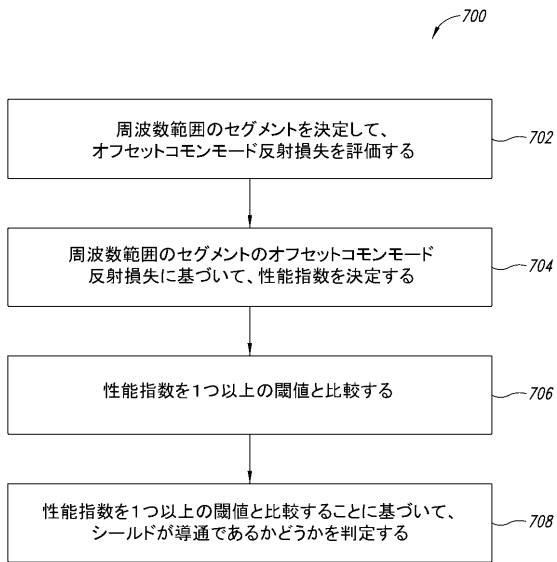 700
周波数範囲のセグメントを決定して、
オフセットコモンモード反射損失を評価する
702
周波数範囲のセグメントのオフセットコモンモード
反射損失に基づいて、性能指数を決定する
704
性能指数を1つ以上の閾値と比較する
706
性能指数を1つ以上の閾値と比較することに基づいて、
シールドが導通であるかどうかを判定する
708